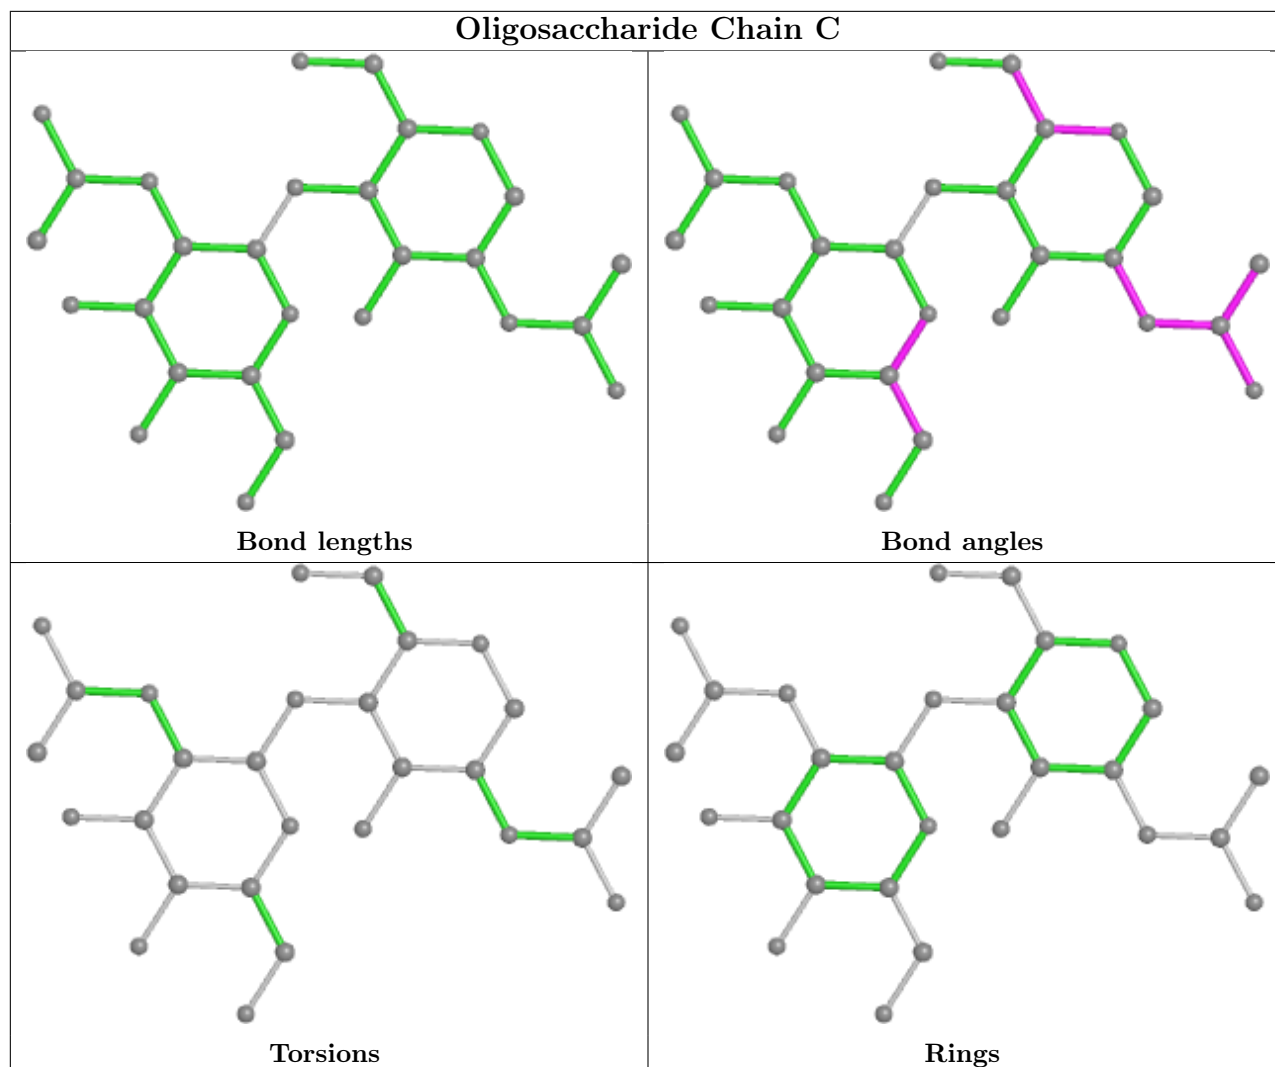 Oligosaccharide Chain C
Bond lengths
Bond angles
Torsions
Rings